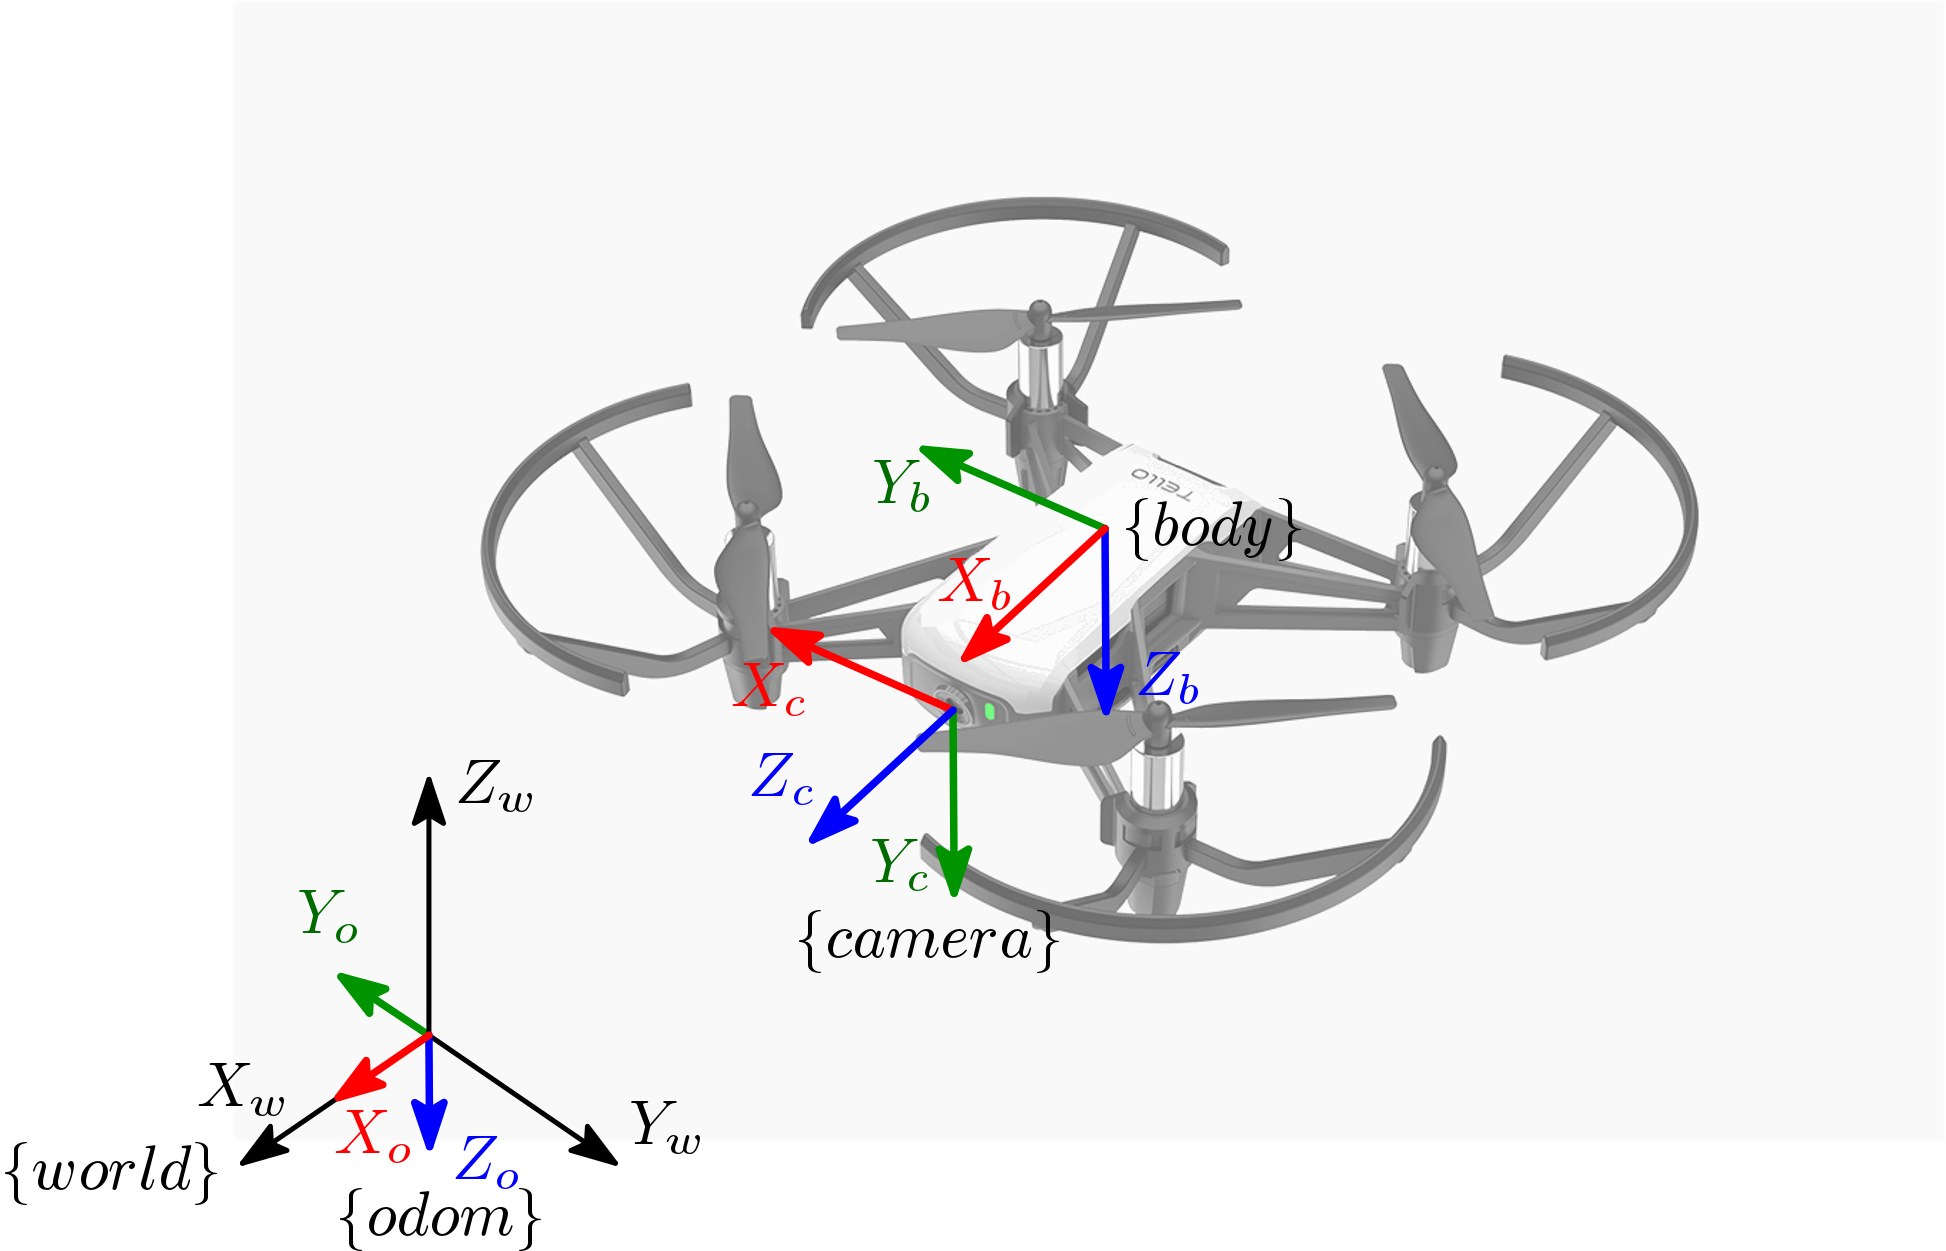 TELLO
Y_b
{body}
X_b
Z_b
X_c
Z_c
Z_w
Y_c
Y_o
{camera}
X_w
Y_w
X_o
{world}
Z_o
{odom}